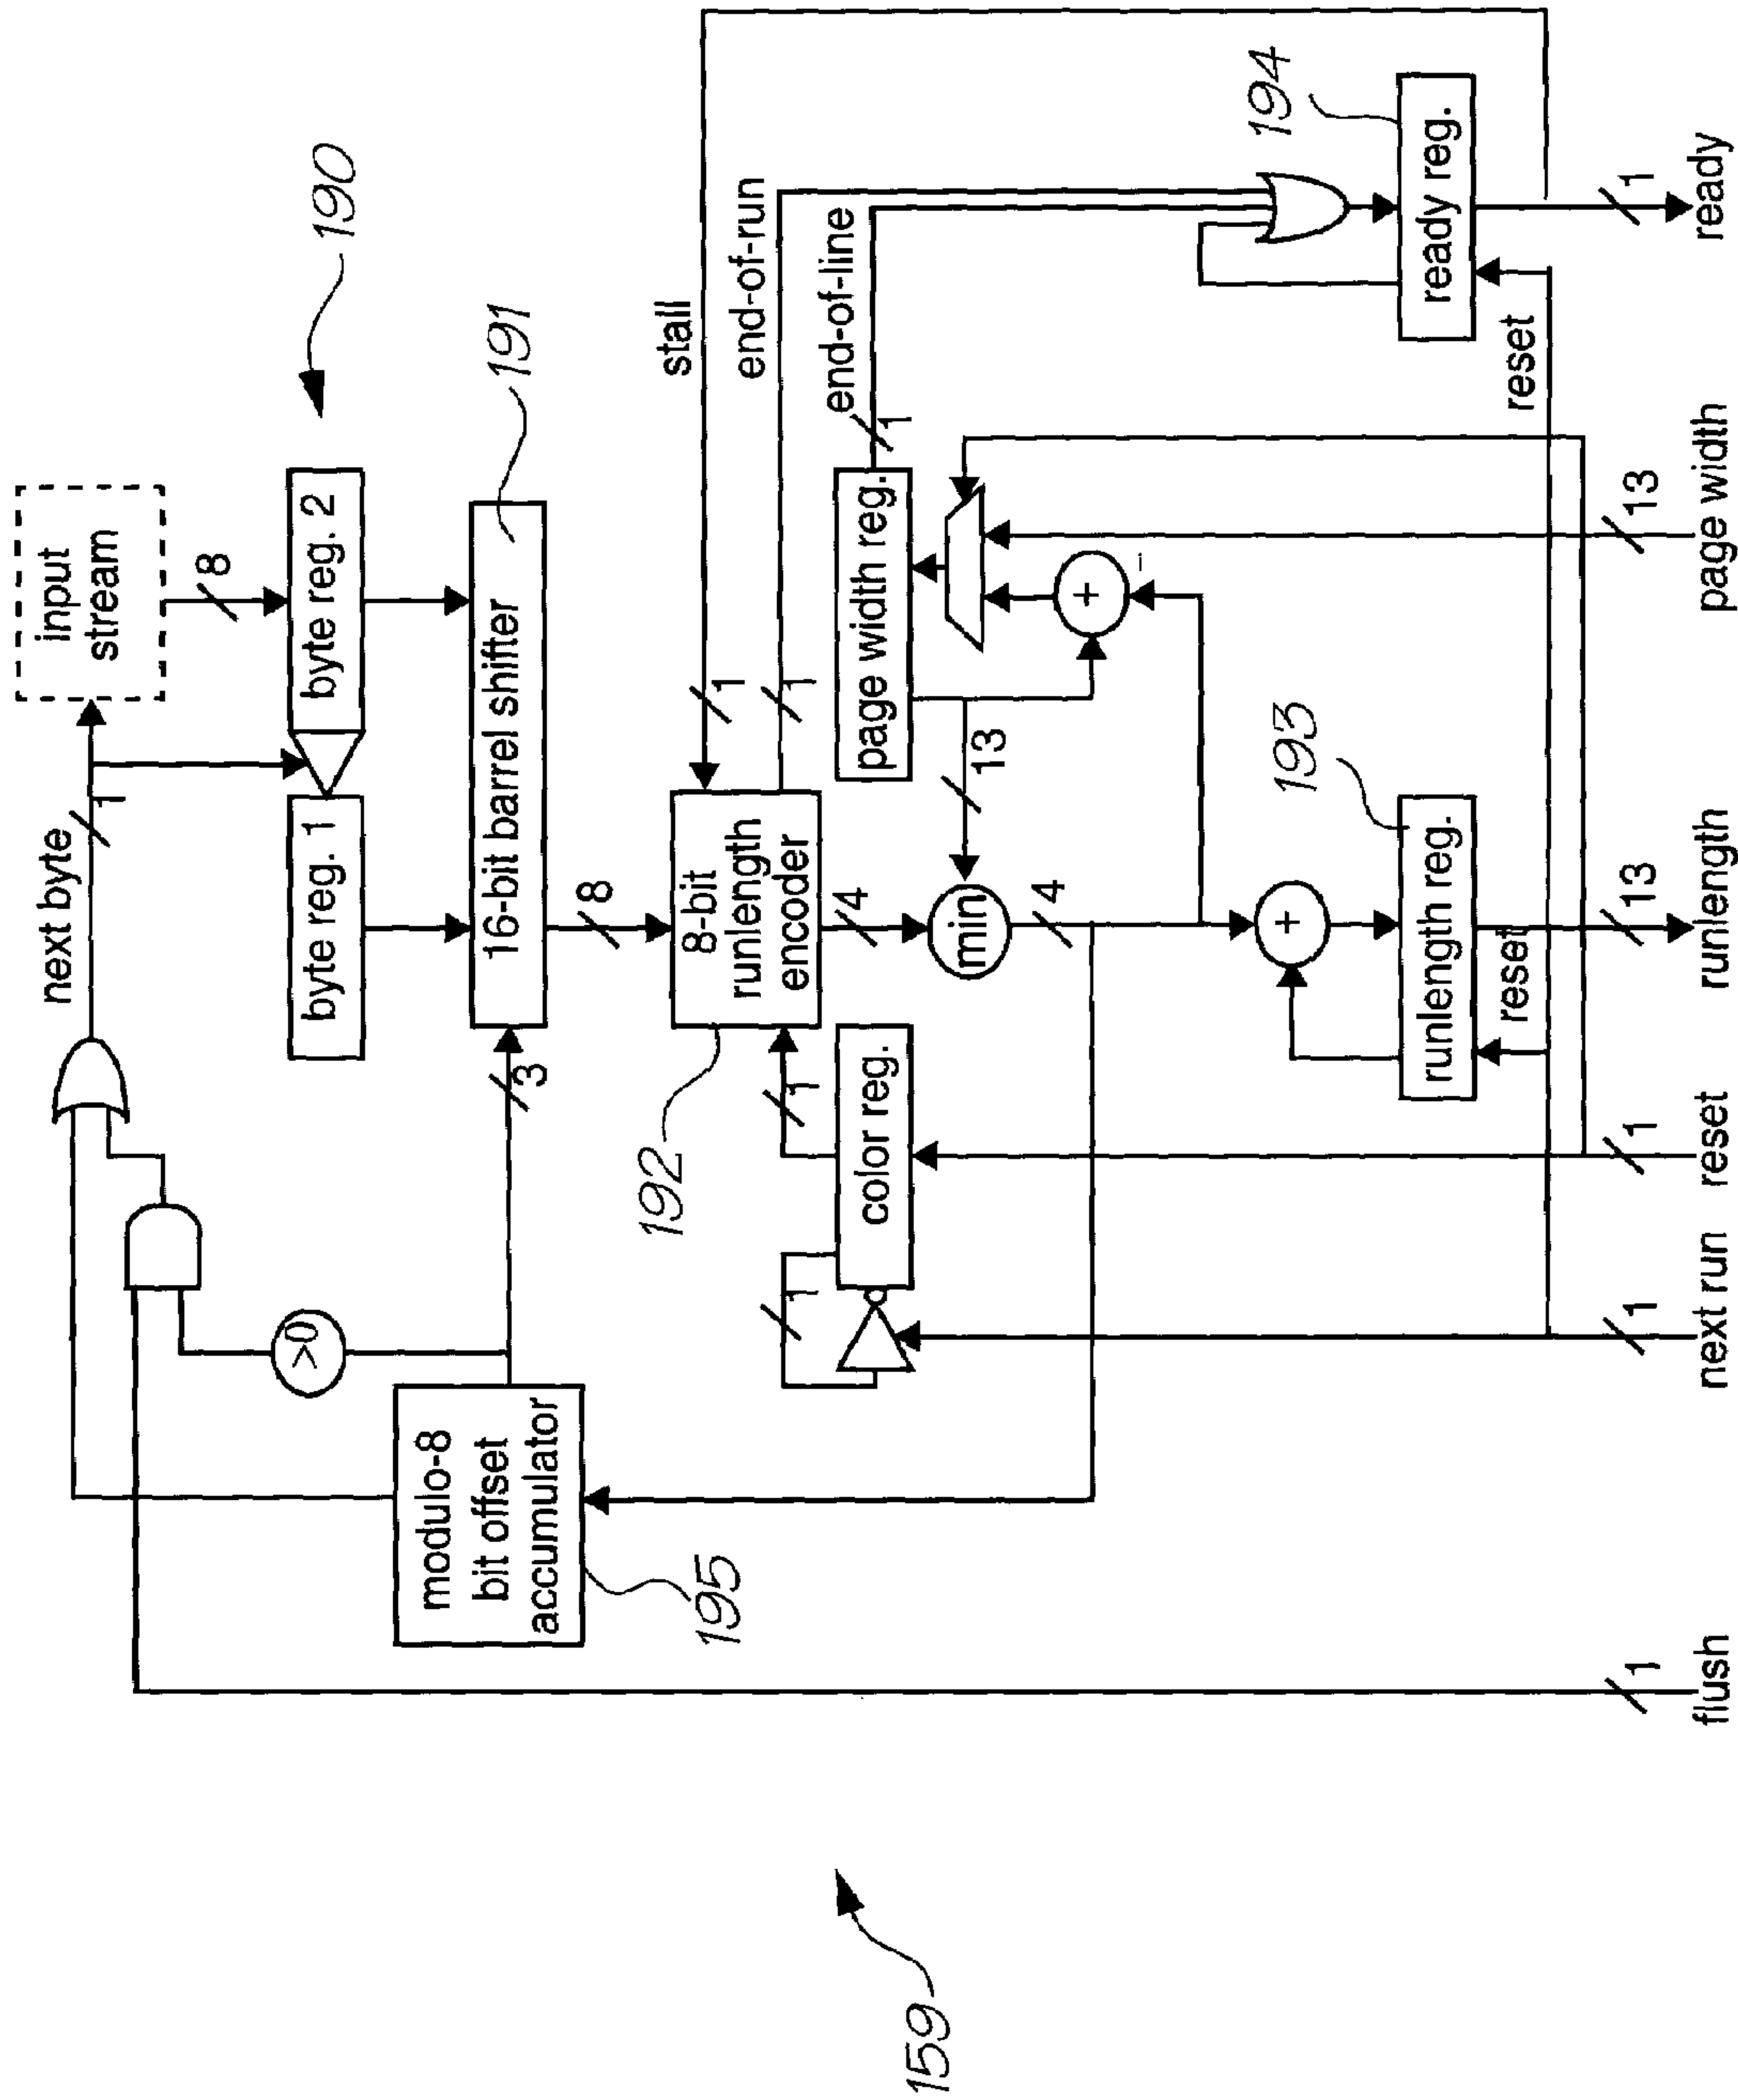 input
stream
190
next byte
1
8
byte reg. 1
byte reg. 2
16-bit barrel shifter
191
>0
3
modulo-8
bit offset
accumulator
195
8
8-bit
runlength
encoder
192
stall
1
end-of-run
1
end-of-line
1
color reg.
1
1
4
min
4
13
page width reg.
+
+
runlength reg.
193
ready reg.
194
reset
reset
159
1
flush
1
next run
1
reset
13
runlength
13
page width
1
ready